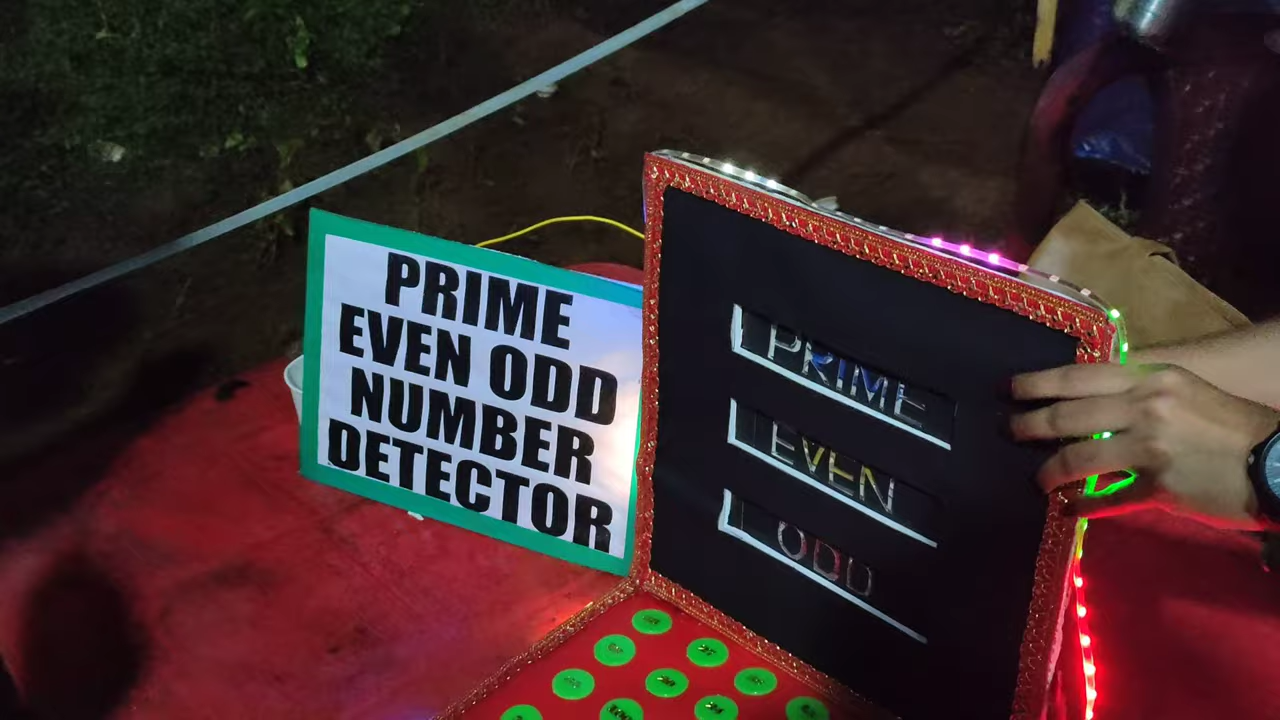 PRIME
EVEN ODD
NUMBER
DETECTOR
PRIME
EVEN
ODD